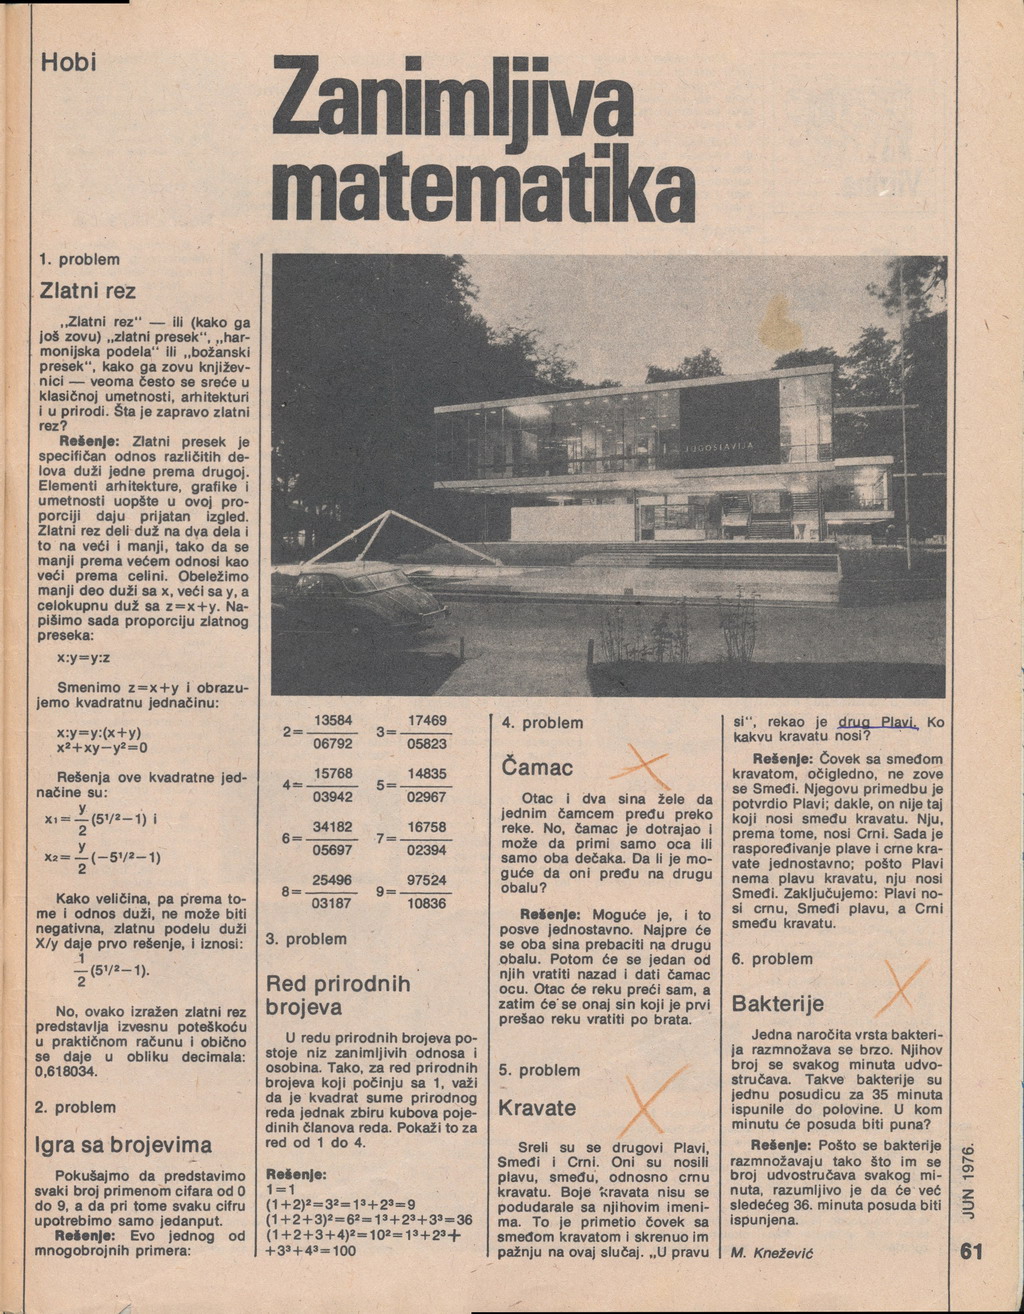 Hobi
Zanimljiva
matematika
1. problem
Zlatni rez
„Zlatni rez“ — ili (kako ga
još zovu) „zlatni presek“, „har-
monijska podela“ ili „božanski
presek“, kako ga zovu književ-
nici — veoma često se sreće u
klasičnoj umetnosti, arhitekturi
i u prirodi. Šta je zapravo zlatni
rez?
Rešenje: Zlatni presek je
specifičan odnos različitih de-
lova duži jedne prema drugoj.
Elementi arhitekture, grafike i
umetnosti uopšte u ovoj pro-
porciji daju prijatan izgled.
Zlatni rez deli duž na dva dela i
to na veći i manji, tako da se
manji prema većem odnosi kao
veći prema celini. Obeležimo
manji deo duži sa x, veći sa y, a
celokupnu duž sa z=x+y. Na-
pišimo sada proporciju zlatnog
preseka:
x:y=y:z
Smenimo z=x+y i obrazu-
jemo kvadratnu jednačinu:
x:y=y:(x+y)
x²+xy—y²=0
Rešenja ove kvadratne jed-
načine su:
x₁=y/2(5¹/²—1) i
x₂=y/2(—5¹/²—1)
Kako veličina, pa prema to-
me i odnos duži, ne može biti
negativna, zlatnu podelu duži
X/y daje prvo rešenje, i iznosi:
1/2(5¹/²—1).
No, ovako izražen zlatni rez
predstavlja izvesnu poteškoću
u praktičnom računu i obično
se daje u obliku decimala:
0,618034.
2. problem
Igra sa brojevima
Pokušajmo da predstavimo
svaki broj primenom cifara od 0
do 9, a da pri tome svaku cifru
upotrebimo samo jedanput.
Rešenje: Evo jednog od
mnogobrojnih primera:
JUGOSLAVIJA
2=13584/06792 3=17469/05823
4=15768/03942 5=14835/02967
6=34182/05697 7=16758/02394
8=25496/03187 9=97524/10836
3. problem
Red prirodnih
brojeva
U redu prirodnih brojeva po-
stoje niz zanimljivih odnosa i
osobina. Tako, za red prirodnih
brojeva koji počinju sa 1, važi
da je kvadrat sume prirodnog
reda jednak zbiru kubova poje-
dinih članova reda. Pokaži to za
red od 1 do 4.
Rešenje:
1=1
(1+2)²=3²=1³+2³=9
(1+2+3)²=6²=1³+2³+3³=36
(1+2+3+4)²=10²=1³+2³+
+3³+4³=100
4. problem
Čamac
Otac i dva sina žele da
jednim čamcem pređu preko
reke. No, čamac je dotrajao i
može da primi samo oca ili
samo oba dečaka. Da li je mo-
guće da oni pređu na drugu
obalu?
Rešenje: Moguće je, i to
posve jednostavno. Najpre će
se oba sina prebaciti na drugu
obalu. Potom će se jedan od
njih vratiti nazad i dati čamac
ocu. Otac će reku preći sam, a
zatim će se onaj sin koji je prvi
prešao reku vratiti po brata.
5. problem
Kravate
Sreli su se drugovi Plavi,
Smeđi i Crni. Oni su nosili
plavu, smeđu, odnosno crnu
kravatu. Boje kravata nisu se
podudarale sa njihovim imeni-
ma. To je primetio čovek sa
smeđom kravatom i skrenuo im
pažnju na ovaj slučaj. „U pravu
si“, rekao je drug Plavi. Ko
kakvu kravatu nosi?
Rešenje: Čovek sa smeđom
kravatom, očigledno, ne zove
se Smeđi. Njegovu primedbu je
potvrdio Plavi; dakle, on nije taj
koji nosi smeđu kravatu. Nju,
prema tome, nosi Crni. Sada je
raspoređivanje plave i crne kra-
vate jednostavno; pošto Plavi
nema plavu kravatu, nju nosi
Smeđi. Zaključujemo: Plavi no-
si crnu, Smeđi plavu, a Crni
smeđu kravatu.
6. problem
Bakterije
Jedna naročita vrsta bakteri-
ja razmnožava se brzo. Njihov
broj se svakog minuta udvo-
stručava. Takve bakterije su
jednu posudicu za 35 minuta
ispunile do polovine. U kom
minutu će posuda biti puna?
Rešenje: Pošto se bakterije
razmnožavaju tako što im se
broj udvostručava svakog mi-
nuta, razumljivo je da će već
sledećeg 36. minuta posuda biti
ispunjena.
M. Knežević
JUN 1976.
61